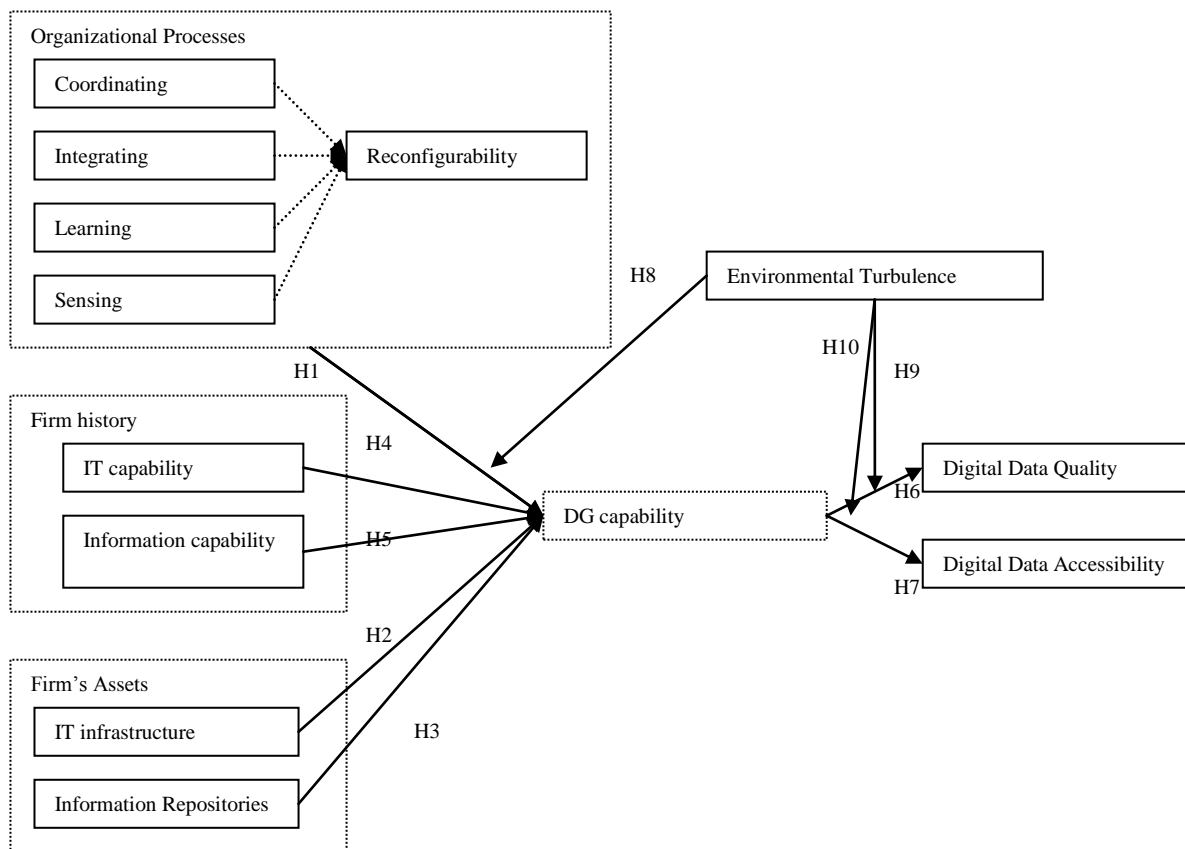 Organizational Processes
Coordinating
Integrating
Reconfigurability
Learning
Sensing
H8
Environmental Turbulence
H10
H9
H1
Firm history
H4
IT capability
Digital Data Quality
H6
DG capability
Information capability
H5
Digital Data Accessibility
H7
H2
Firm's Assets
IT infrastructure
H3
Information Repositories